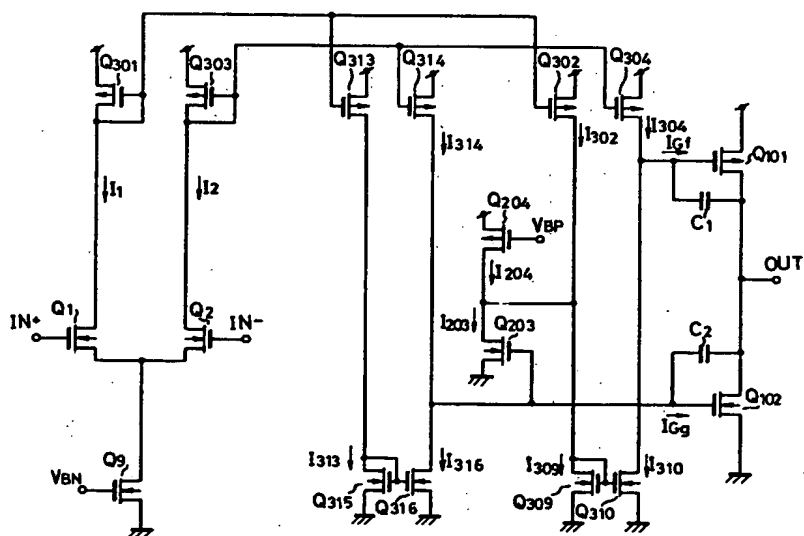 Q301
Q303
Q313
Q314
Q302
Q304
I314
I302
I304
IGf
Q101
C1
I1
I2
Q204
VBP
I204
OUT
IN+
Q1
Q2
IN-
I203
Q203
C2
Q102
IGg
VBN
Q9
I313
I316
I309
I310
Q315
Q316
Q309
Q310